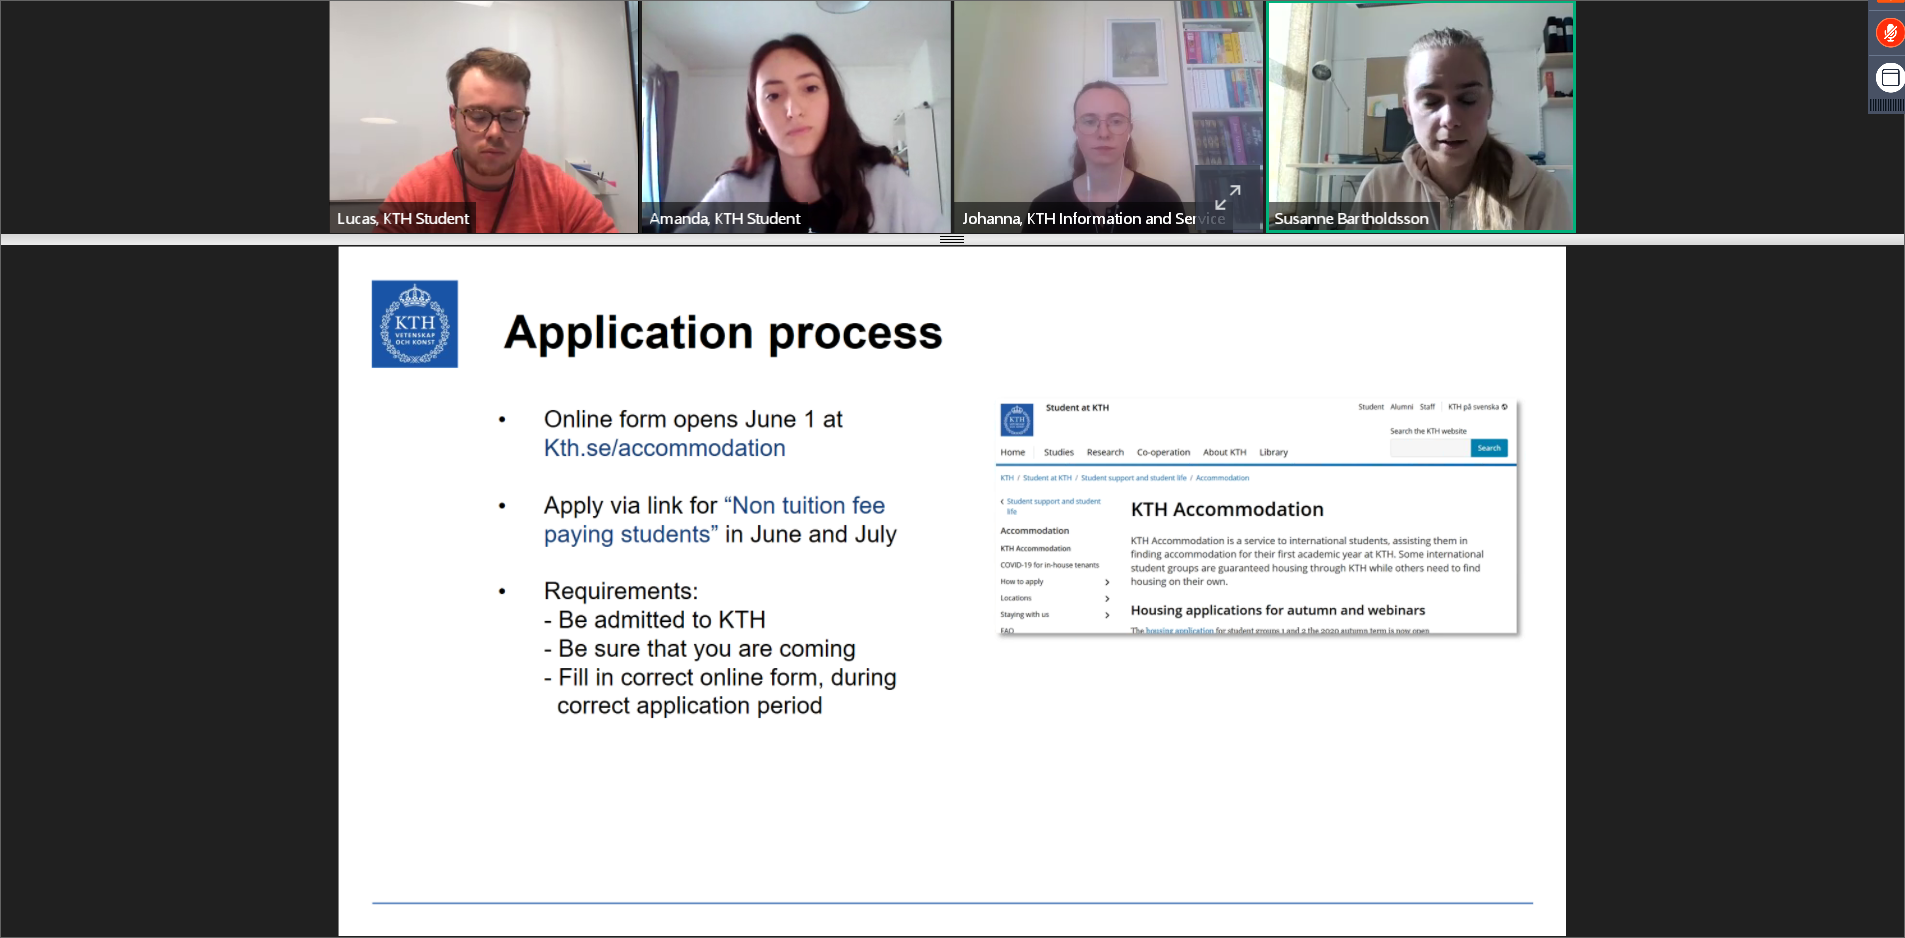 Lucas, KTH Student
Amanda, KTH Student
Johanna, KTH Information and Service
Susanne Bartholdsson
KTH
VETENSKAP
OCH KONST
Application process
• Online form opens June 1 at
Kth.se/accommodation
• Apply via link for “Non tuition fee
paying students” in June and July
• Requirements:
- Be admitted to KTH
- Be sure that you are coming
- Fill in correct online form, during
correct application period
KTH
Student at KTH
Student Alumni Staff KTH på svenska
Search the KTH website
Search
Home Studies Research Co-operation About KTH Library
KTH / Student at KTH / Student support and student life / Accommodation
‹ Student support and student
life
Accommodation
KTH Accommodation
COVID-19 for in-house tenants
How to apply
Locations
Staying with us
FAQ
KTH Accommodation
KTH Accommodation is a service to international students, assisting them in
finding accommodation for their first academic year at KTH. Some international
student groups are guaranteed housing through KTH while others need to find
housing on their own.
Housing applications for autumn and webinars
The housing application for student groups 1 and 2 the 2020 autumn term is now open